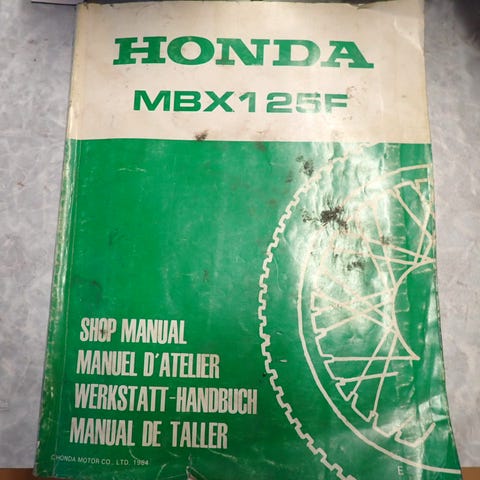 HONDA
MBX125F
SHOP MANUAL
MANUEL D'ATELIER
WERKSTATT-HANDBUCH
MANUAL DE TALLER
©HONDA MOTOR CO., LTD. 1984
E